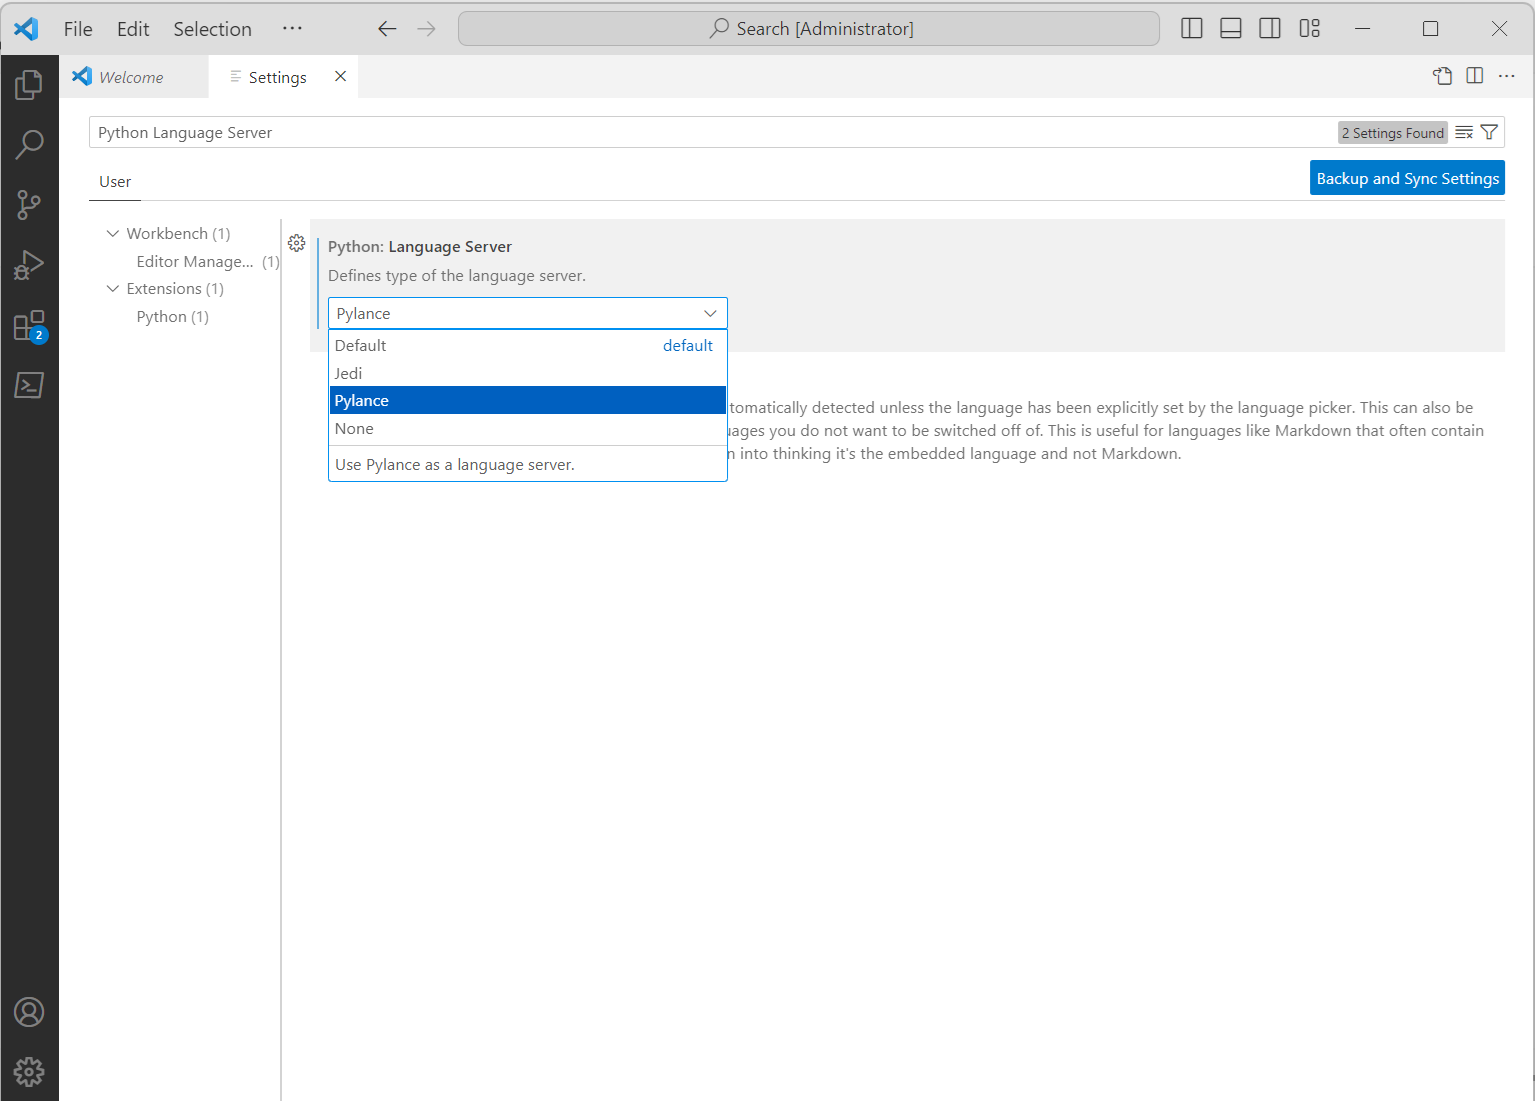 File Edit Selection ···
Search [Administrator]
Welcome
Settings
Python Language Server
2 Settings Found
User
Backup and Sync Settings
Workbench (1)
Editor Manage... (1)
Extensions (1)
Python (1)
Python: Language Server
Defines type of the language server.
Pylance
Default default
Jedi
Pylance
None
Use Pylance as a language server.
tomatically detected unless the language has been explicitly set by the language picker. This can also be
uages you do not want to be switched off of. This is useful for languages like Markdown that often contain
n into thinking it's the embedded language and not Markdown.
2